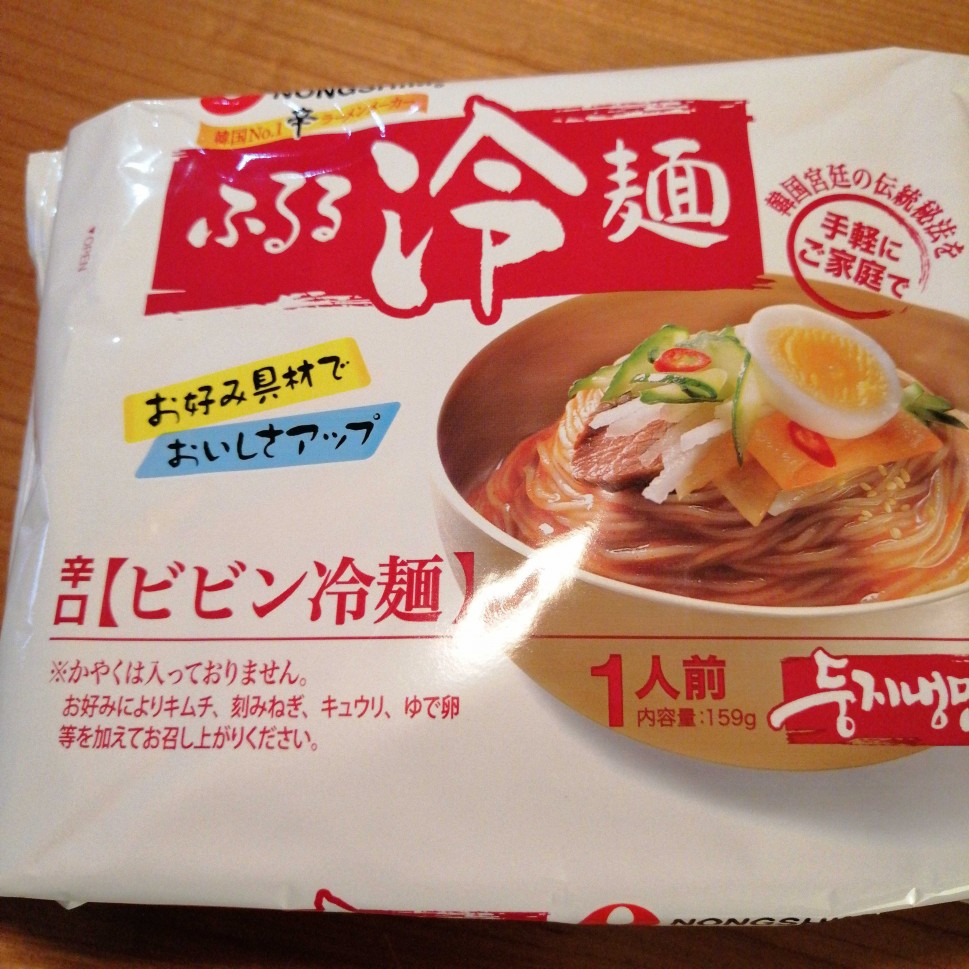 NONGSHIM
韓国No.1 辛ラーメンメーカー
ふるる冷麺
韓国宮廷の伝統秘法を
手軽に
ご家庭で
▲OPEN
お好み具材で
おいしさアップ
辛口【ビビン冷麺】
※かやくは入っておりません。
お好みによりキムチ、刻みねぎ、キュウリ、ゆで卵
等を加えてお召し上がりください。
1人前
内容量:159g
둥지냉면
NONGSHIM